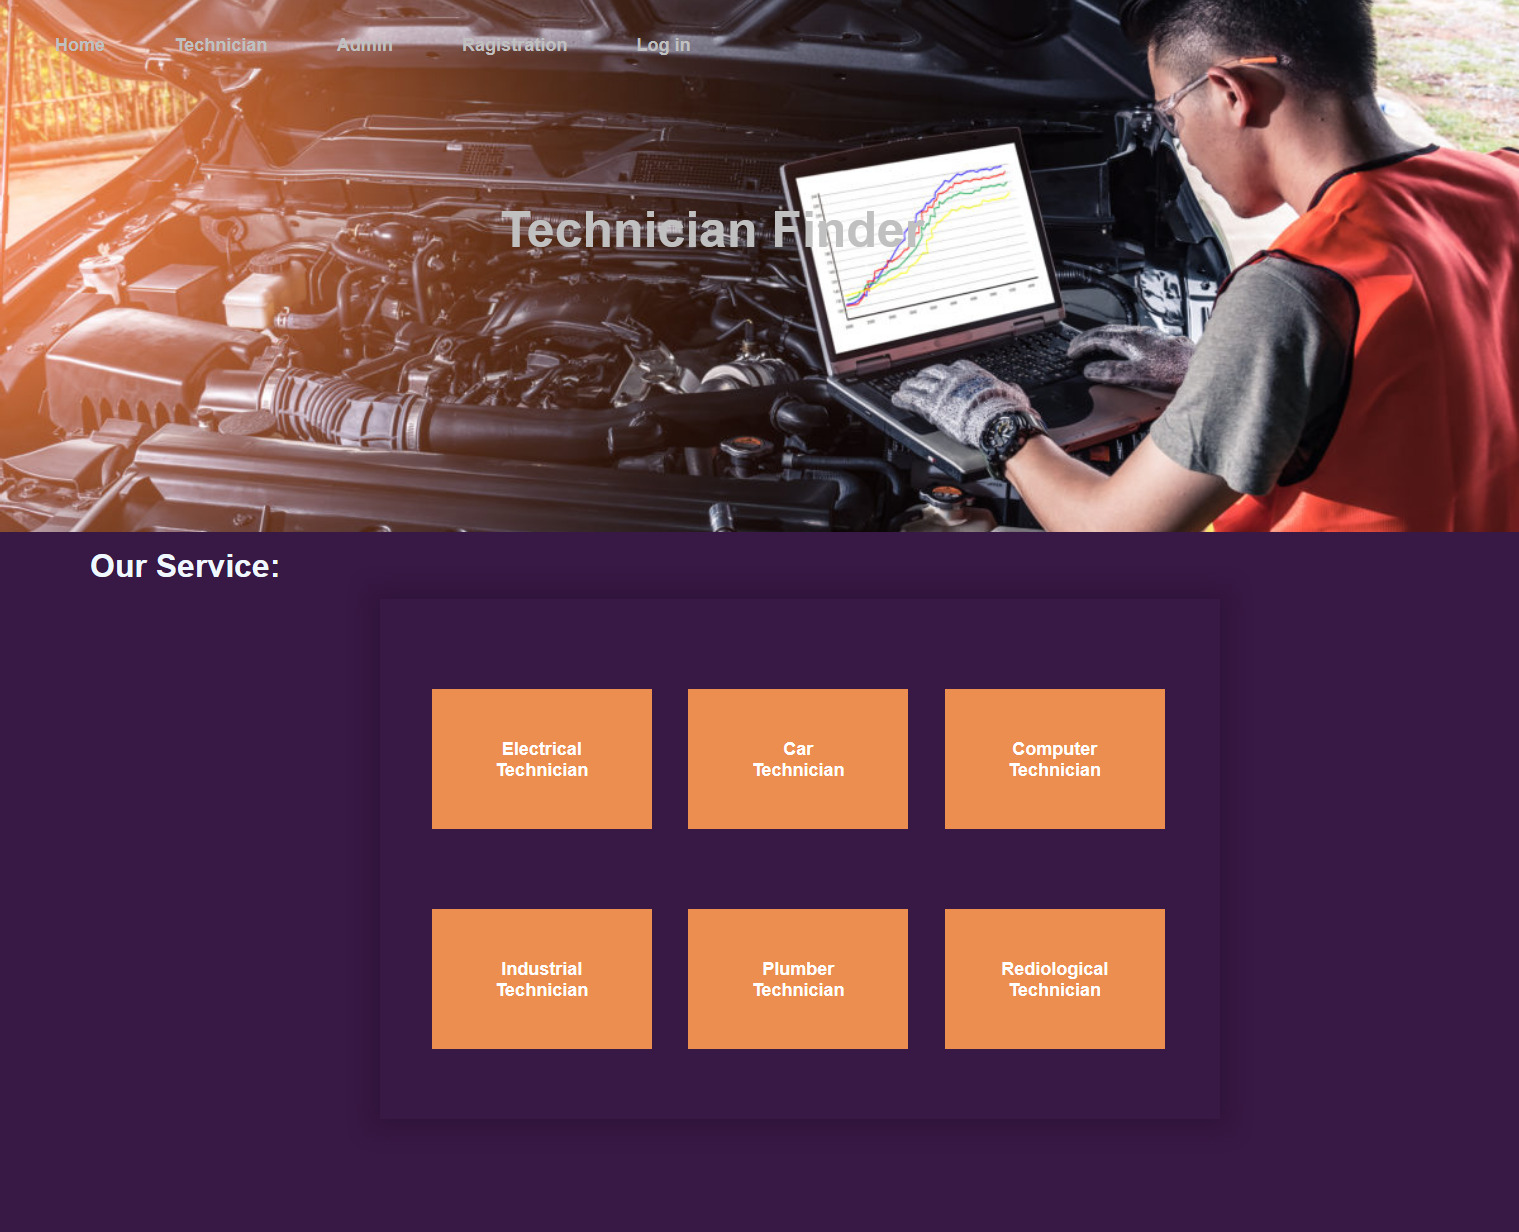 Home Technician Admin Ragistration Log in
Technician Finder
Our Service:
Electrical
Technician
Car
Technician
Computer
Technician
Industrial
Technician
Plumber
Technician
Rediological
Technician